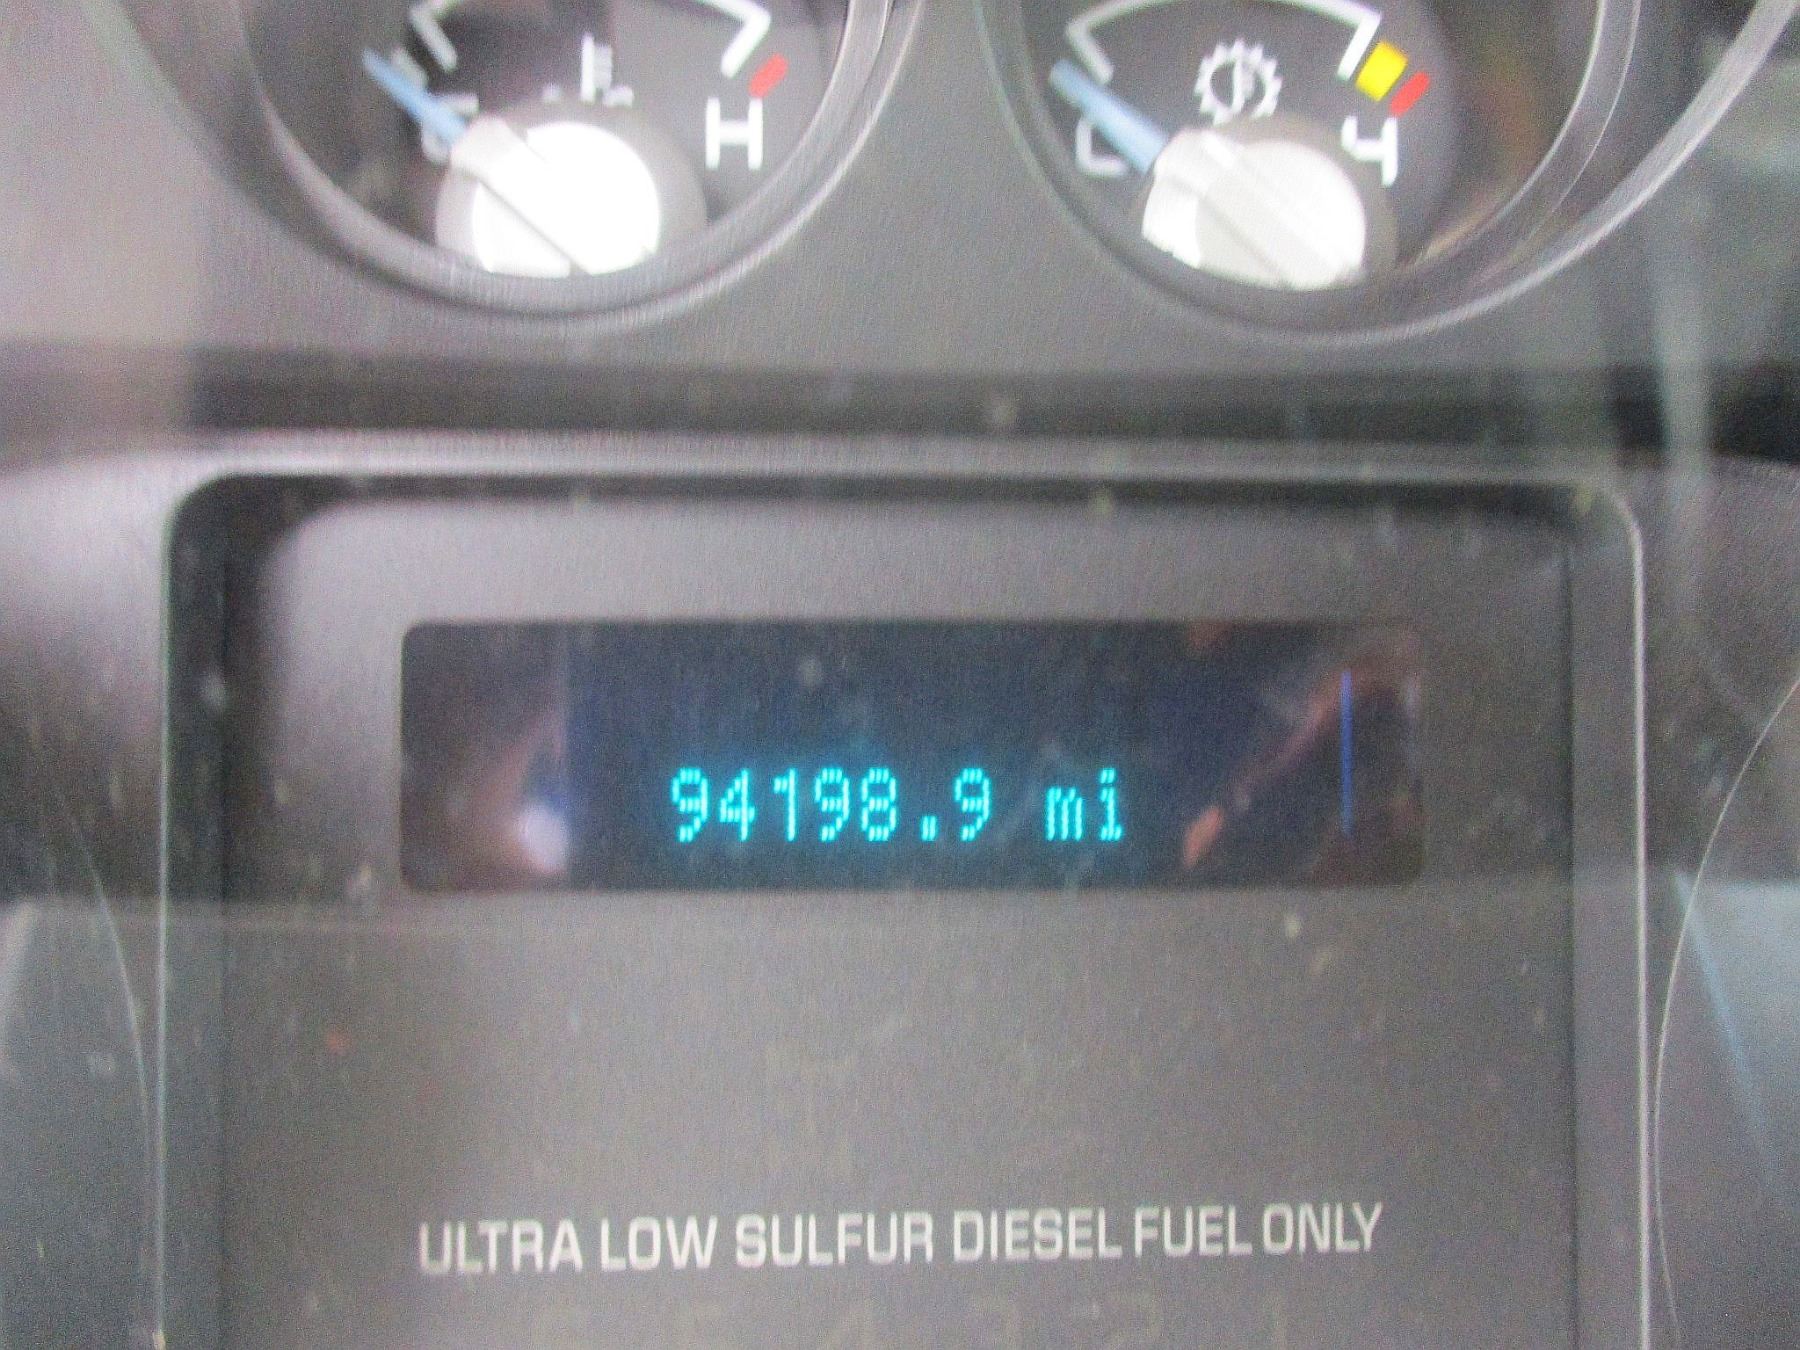 H
C
94198.9 mi
ULTRA LOW SULFUR DIESEL FUEL ONLY